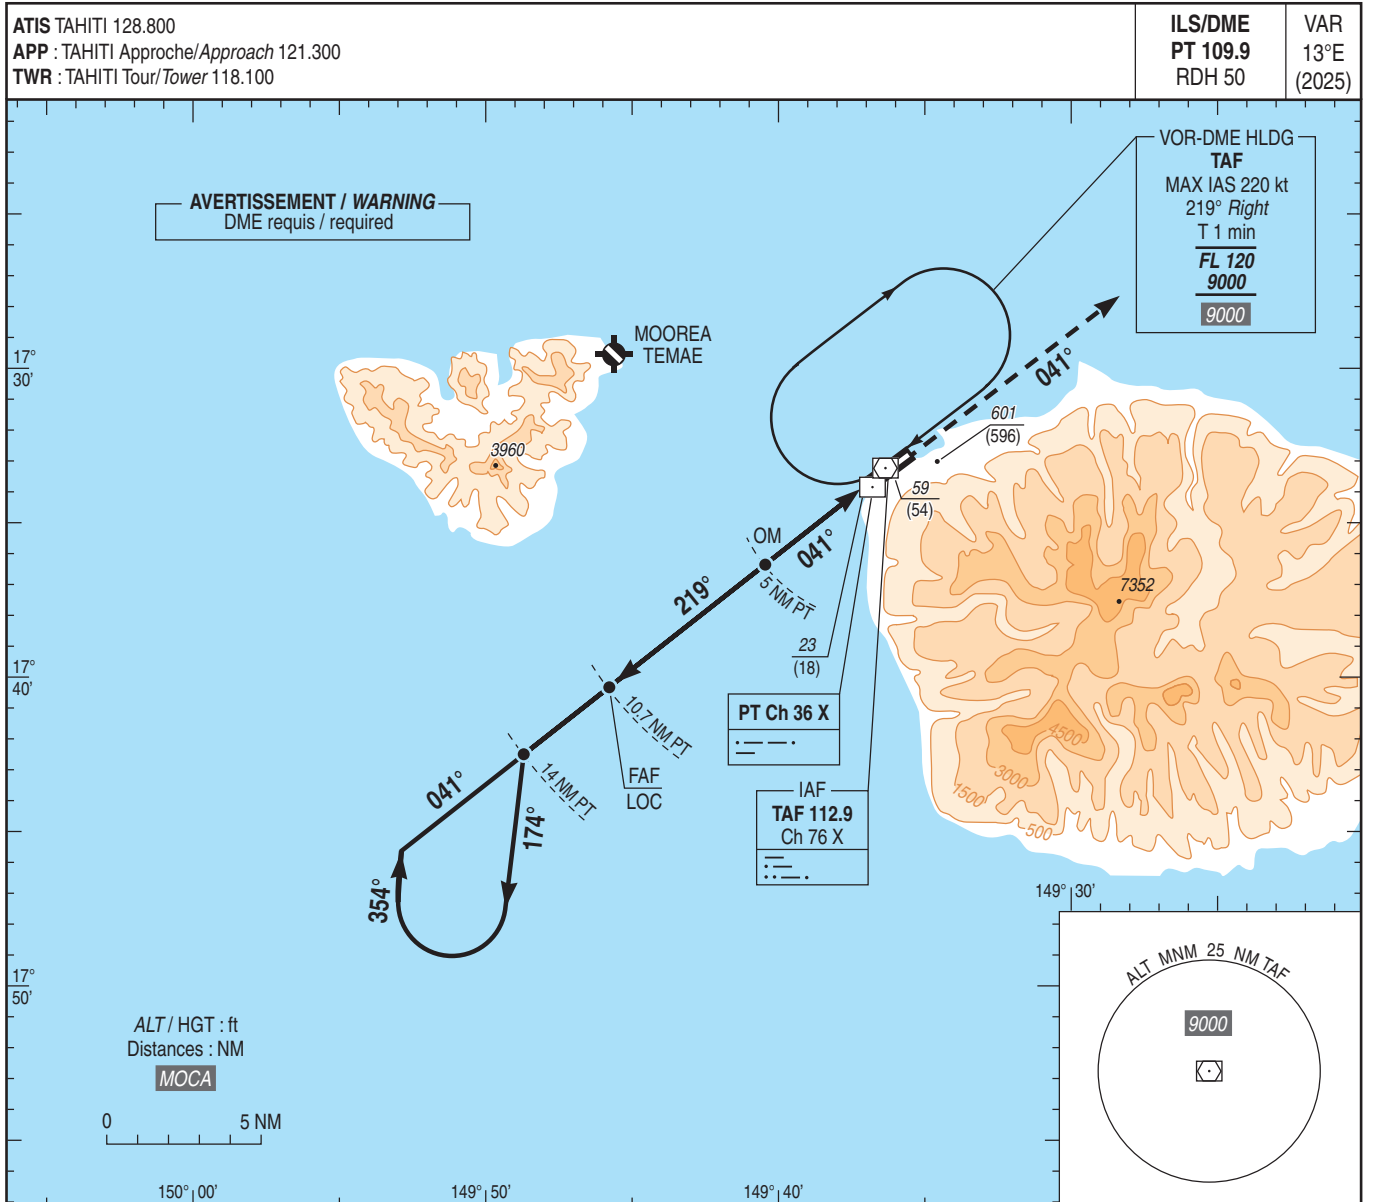 ATIS TAHITI 128.800
APP : TAHITI Approche/Approach 121.300
TWR : TAHITI Tour/Tower 118.100
ILS/DME
PT 109.9
RDH 50
VAR
13°E
(2025)
AVERTISSEMENT / WARNING
DME requis / required
VOR-DME HLDG
TAF
MAX IAS 220 kt
219° Right
T 1 min
FL 120
9000
9000
MOOREA
TEMAE
17°
30'
041°
601
(596)
3960
59
(54)
OM
041°
5 NM PT
219°
7352
23
(18)
17°
40'
10.7 NM PT
PT Ch 36 X
4500
3000
1500
500
FAF
LOC
14 NM PT
041°
174°
IAF
TAF 112.9
Ch 76 X
354°
149° 30'
17°
50'
ALT MNM 25 NM TAF
9000
ALT / HGT : ft
Distances : NM
MOCA
0 5 NM
150° 00'
149° 50'
149° 40'